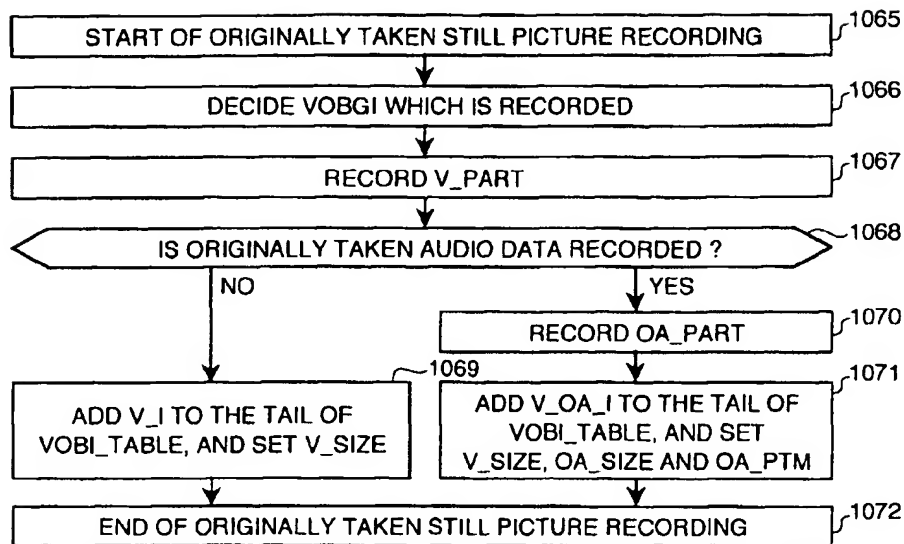 START OF ORIGINALLY TAKEN STILL PICTURE RECORDING 1065
DECIDE VOBGI WHICH IS RECORDED 1066
RECORD V_PART 1067
IS ORIGINALLY TAKEN AUDIO DATA RECORDED ? 1068
NO YES
RECORD OA_PART 1070
1069
ADD V_I TO THE TAIL OF
VOBI_TABLE, AND SET V_SIZE
1071
ADD V_OA_I TO THE TAIL OF
VOBI_TABLE, AND SET
V_SIZE, OA_SIZE AND OA_PTM
END OF ORIGINALLY TAKEN STILL PICTURE RECORDING 1072